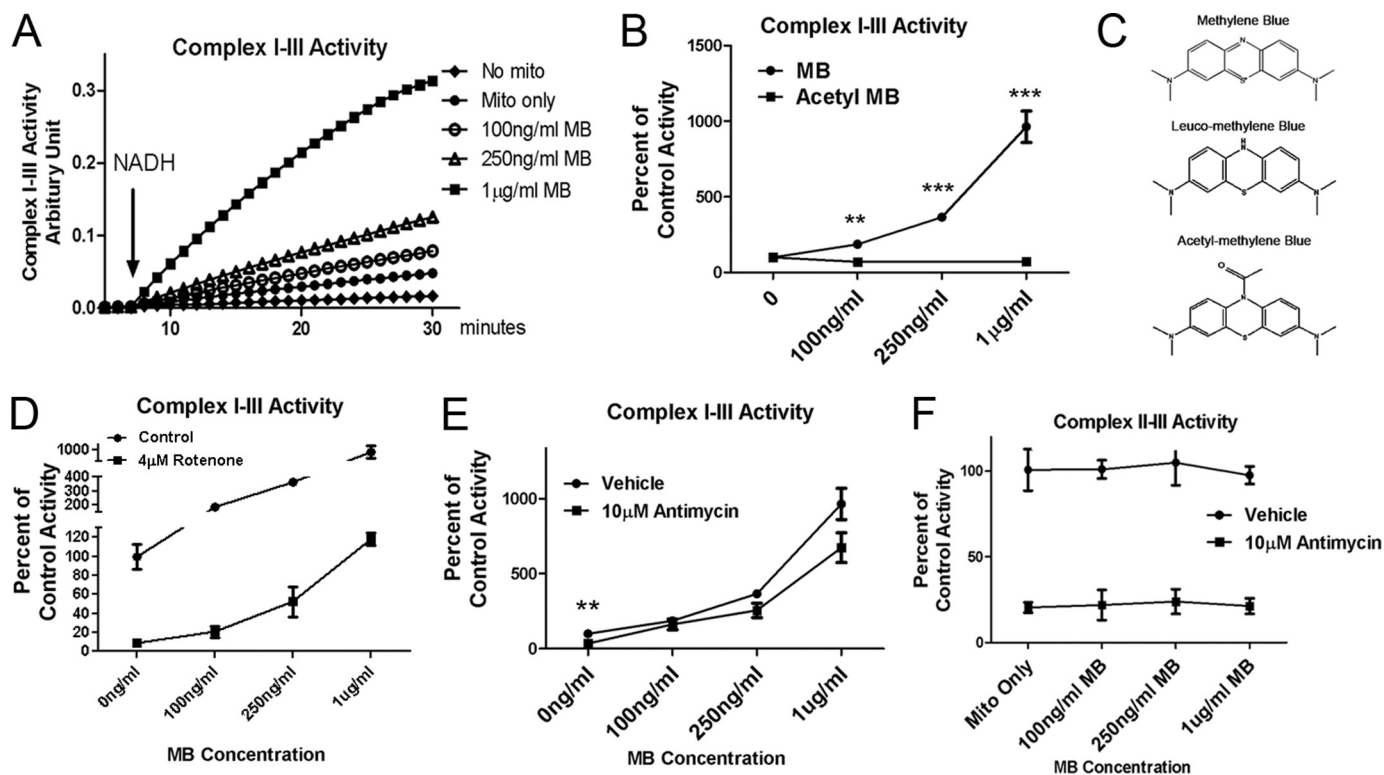 A
Complex I-III Activity
Complex I-III Activity
Arbitury Unit
0.3
0.2
0.1
0.0
NADH
10
20
30
minutes
No mito
Mito only
100ng/ml MB
250ng/ml MB
1μg/ml MB
B
Complex I-III Activity
Percent of
Control Activity
1500
1000
500
0
MB
Acetyl MB
**
***
***
0
100ng/ml
250ng/ml
1μg/ml
C
Methylene Blue
N
N
S+
N
Leuco-methylene Blue
H
N
N
S
N
Acetyl-methylene Blue
O
N
N
S
N
D
Complex I-III Activity
Control
4μM Rotenone
Percent of
Control Activity
1000
400
300
200
120
100
80
60
40
20
0
0ng/ml
100ng/ml
250ng/ml
1ug/ml
MB Concentration
E
Complex I-III Activity
Percent of
Control Activity
1000
500
0
Vehicle
10μM Antimycin
**
0ng/ml
100ng/ml
250ng/ml
1ug/ml
MB Concentration
F
Complex II-III Activity
Percent of
Control Activity
100
50
0
Vehicle
10μM Antimycin
Mito Only
100ng/ml MB
250ng/ml MB
1ug/ml MB
MB Concentration